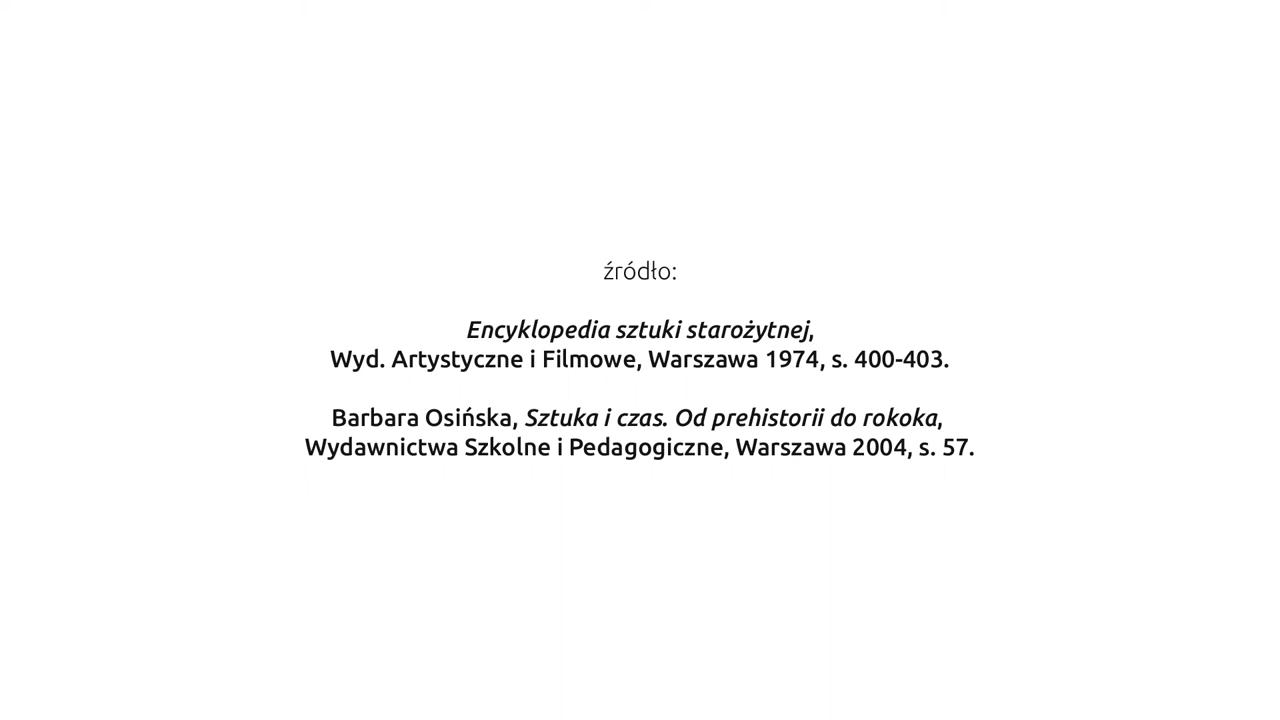 źródło:
Encyklopedia sztuki starożytnej,
Wyd. Artystyczne i Filmowe, Warszawa 1974, s. 400-403.
Barbara Osińska, Sztuka i czas. Od prehistorii do rokoka,
Wydawnictwa Szkolne i Pedagogiczne, Warszawa 2004, s. 57.